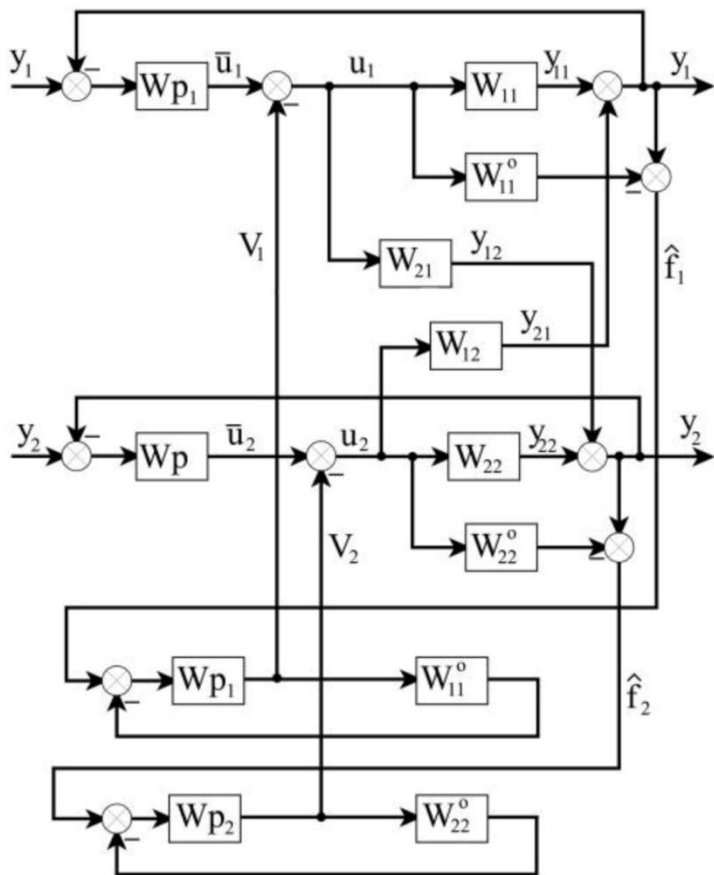 y₁ − Wp₁ ū₁ − u₁ W₁₁ y₁₁ y₁
W₁₁ᵒ −
V₁ W₂₁ y₁₂ f̂₁
W₁₂ y₂₁
y₂ − Wp ū₂ − u₂ W₂₂ y₂₂ y₂
V₂ W₂₂ᵒ −
− Wp₁ W₁₁ᵒ f̂₂
− Wp₂ W₂₂ᵒ